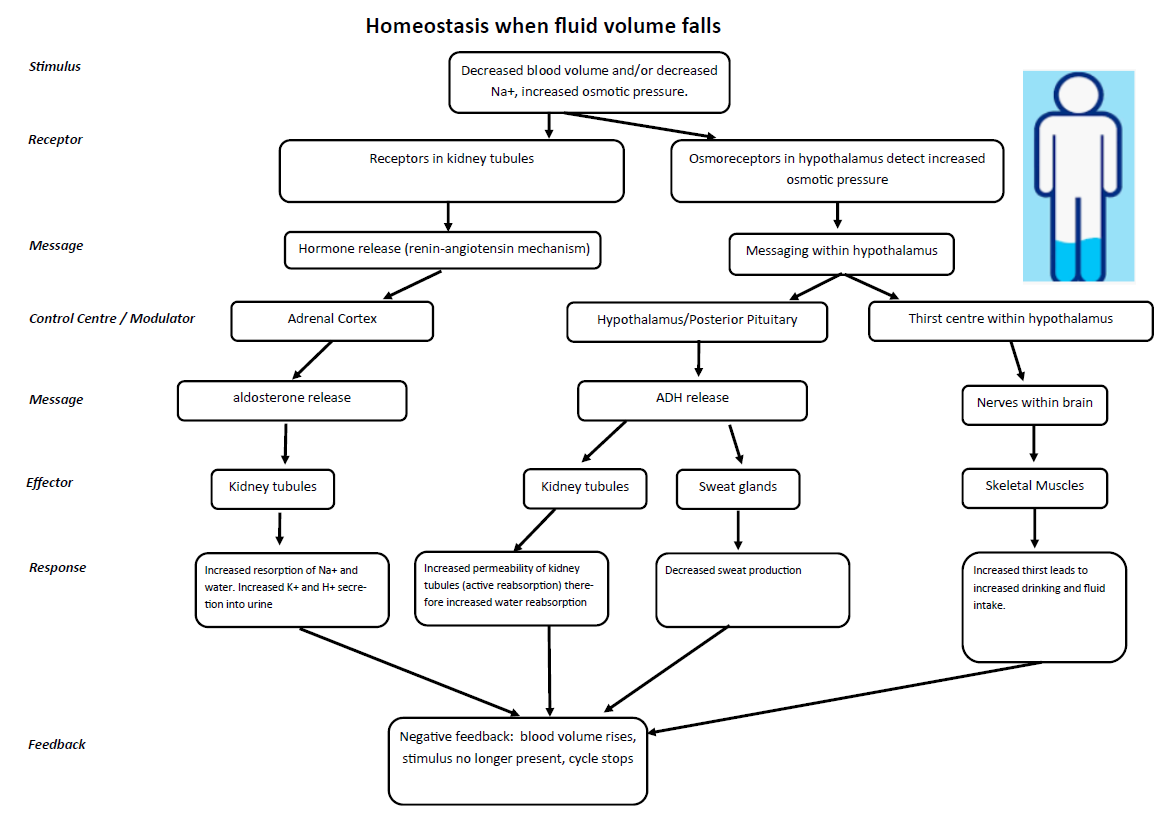 Homeostasis when fluid volume falls
Stimulus
Decreased blood volume and/or decreased
Na+, increased osmotic pressure.
Receptor
Receptors in kidney tubules
Osmoreceptors in hypothalamus detect increased
osmotic pressure
Message
Hormone release (renin-angiotensin mechanism)
Messaging within hypothalamus
Control Centre / Modulator
Adrenal Cortex
Hypothalamus/Posterior Pituitary
Thirst centre within hypothalamus
Message
aldosterone release
ADH release
Nerves within brain
Effector
Kidney tubules
Kidney tubules
Sweat glands
Skeletal Muscles
Response
Increased resorption of Na+ and
water. Increased K+ and H+ secre-
tion into urine
Increased permeability of kidney
tubules (active reabsorption) there-
fore increased water reabsorption
Decreased sweat production
Increased thirst leads to
increased drinking and fluid
intake.
Feedback
Negative feedback:  blood volume rises,
stimulus no longer present, cycle stops